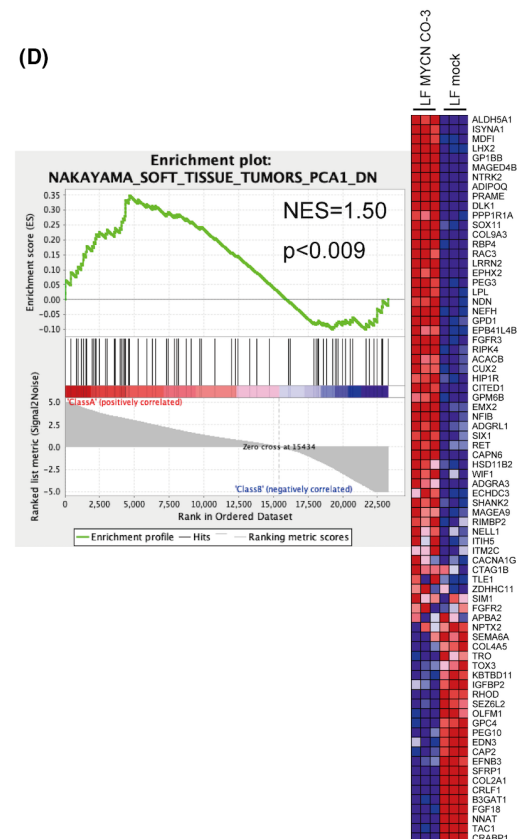 (D)
LF MYCN CO-3
LF mock
Enrichment plot:
NAKAYAMA_SOFT_TISSUE_TUMORS_PCA1_DN
NES=1.50
p<0.009
Enrichment score (ES)
0.35
0.30
0.25
0.20
0.15
0.10
0.05
0.00
-0.05
-0.10
'ClassA' (positively correlated)
Zero cross at 15434
'ClassB' (negatively correlated)
Ranked list metric (Signal2Noise)
5.0
2.5
0.0
-2.5
-5.0
0 2,500 5,000 7,500 10,000 12,500 15,000 17,500 20,000 22,500
Rank in Ordered Dataset
Enrichment profile Hits Ranking metric scores
ALDH5A1
ISYNA1
MDFI
LHX2
GP1BB
MAGED4B
NTRK2
ADIPOQ
PRAME
DLK1
PPP1R1A
SOX11
COL9A3
RBP4
RAC3
LRRN2
EPHX2
PEG3
LPL
NDN
NEFH
GPD1
EPB41L4B
FGFR3
RIPK4
ACACB
CUX2
HIP1R
CITED1
GPM6B
EMX2
NFIB
ADGRL1
SIX1
RET
CAPN6
HSD11B2
WIF1
ADGRA3
ECHDC3
SHANK2
MAGEA9
RIMBP2
NELL1
ITIH5
ITM2C
CACNA1G
CTAG1B
TLE1
ZDHHC11
SIM1
FGFR2
APBA2
NPTX2
SEMA6A
COL4A5
TRO
TOX3
KBTBD11
IGFBP2
RHOD
SEZ6L2
OLFM1
GPC4
PEG10
EDN3
CAP2
EFNB3
SFRP1
COL2A1
CRLF1
B3GAT1
FGF18
NNAT
TAC1
CRABP1